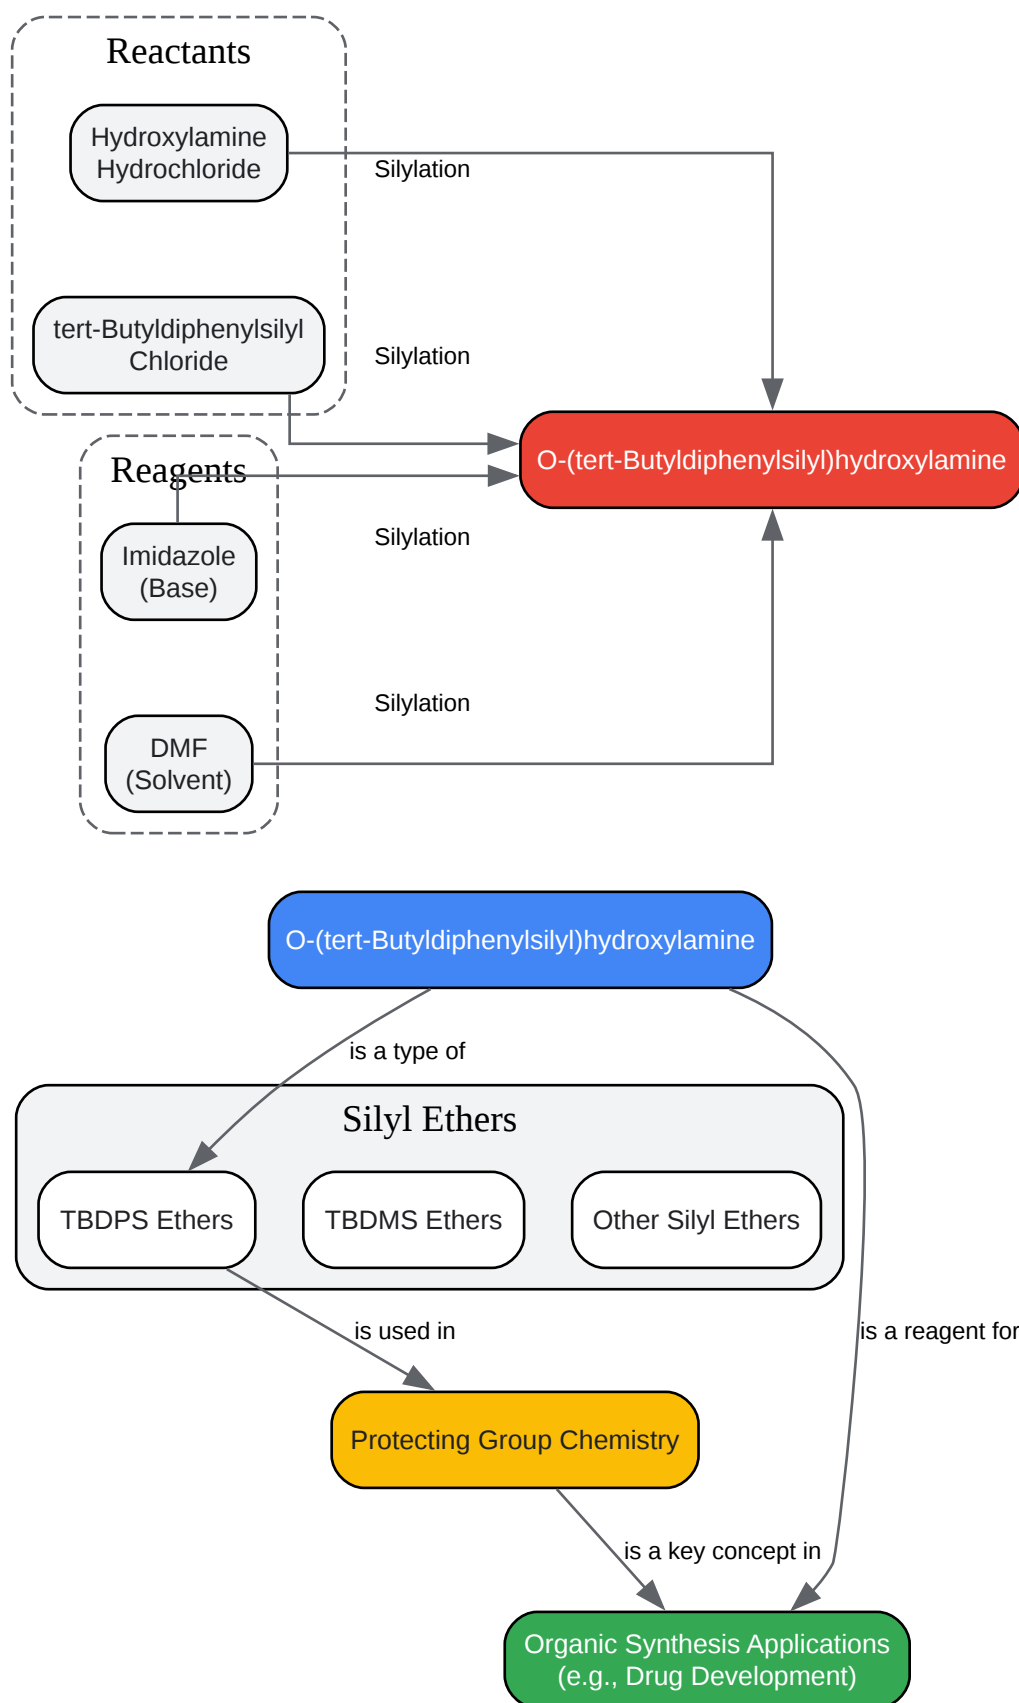 Reactants
Hydroxylamine
Hydrochloride
Silylation
tert-Butyldiphenylsilyl
Chloride
Silylation
O-(tert-Butyldiphenylsilyl)hydroxylamine
Reagents
Silylation
Imidazole
(Base)
Silylation
DMF
(Solvent)
O-(tert-Butyldiphenylsilyl)hydroxylamine
is a type of
Silyl Ethers
TBDPS Ethers
TBDMS Ethers
Other Silyl Ethers
is used in
is a reagent for
Protecting Group Chemistry
is a key concept in
Organic Synthesis Applications
(e.g., Drug Development)